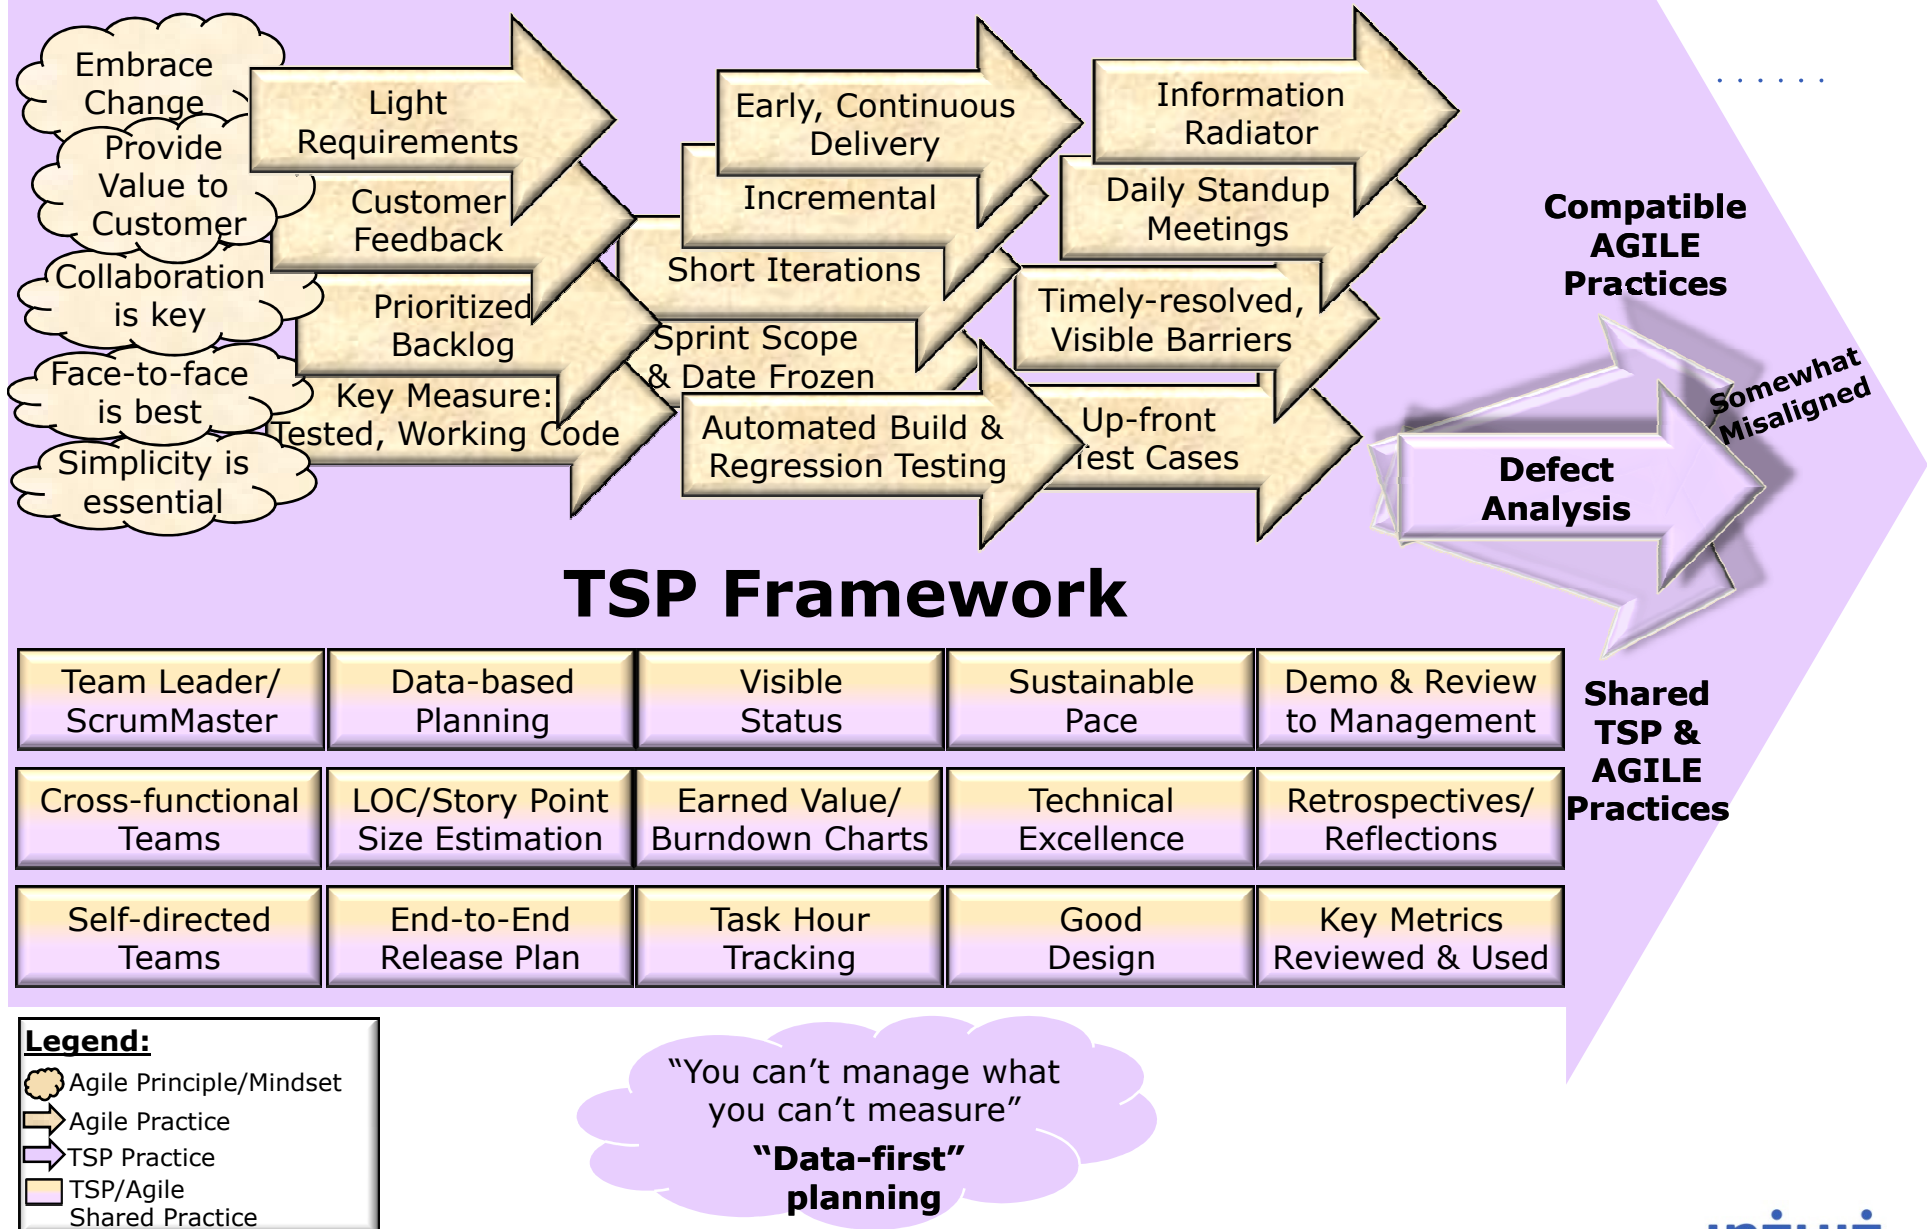 Embrace
Change
Provide
Value to
Customer
Collaboration
is key
Face-to-face
is best
Simplicity is
essential
Light
Requirements
Customer
Feedback
Prioritized
Backlog
Key Measure:
Tested, Working Code
Early, Continuous
Delivery
Incremental
Short Iterations
Sprint Scope
& Date Frozen
Automated Build &
Regression Testing
Information
Radiator
Daily Standup
Meetings
Timely-resolved,
Visible Barriers
Up-front
Test Cases
Compatible
AGILE
Practices
Somewhat
Misaligned
Defect
Analysis
TSP Framework
Team Leader/
ScrumMaster
Data-based
Planning
Visible
Status
Sustainable
Pace
Demo & Review
to Management
Cross-functional
Teams
LOC/Story Point
Size Estimation
Earned Value/
Burndown Charts
Technical
Excellence
Retrospectives/
Reflections
Self-directed
Teams
End-to-End
Release Plan
Task Hour
Tracking
Good
Design
Key Metrics
Reviewed & Used
Shared
TSP &
AGILE
Practices
Legend:
Agile Principle/Mindset
Agile Practice
TSP Practice
TSP/Agile
Shared Practice
“You can’t manage what
you can’t measure”
“Data-first”
planning